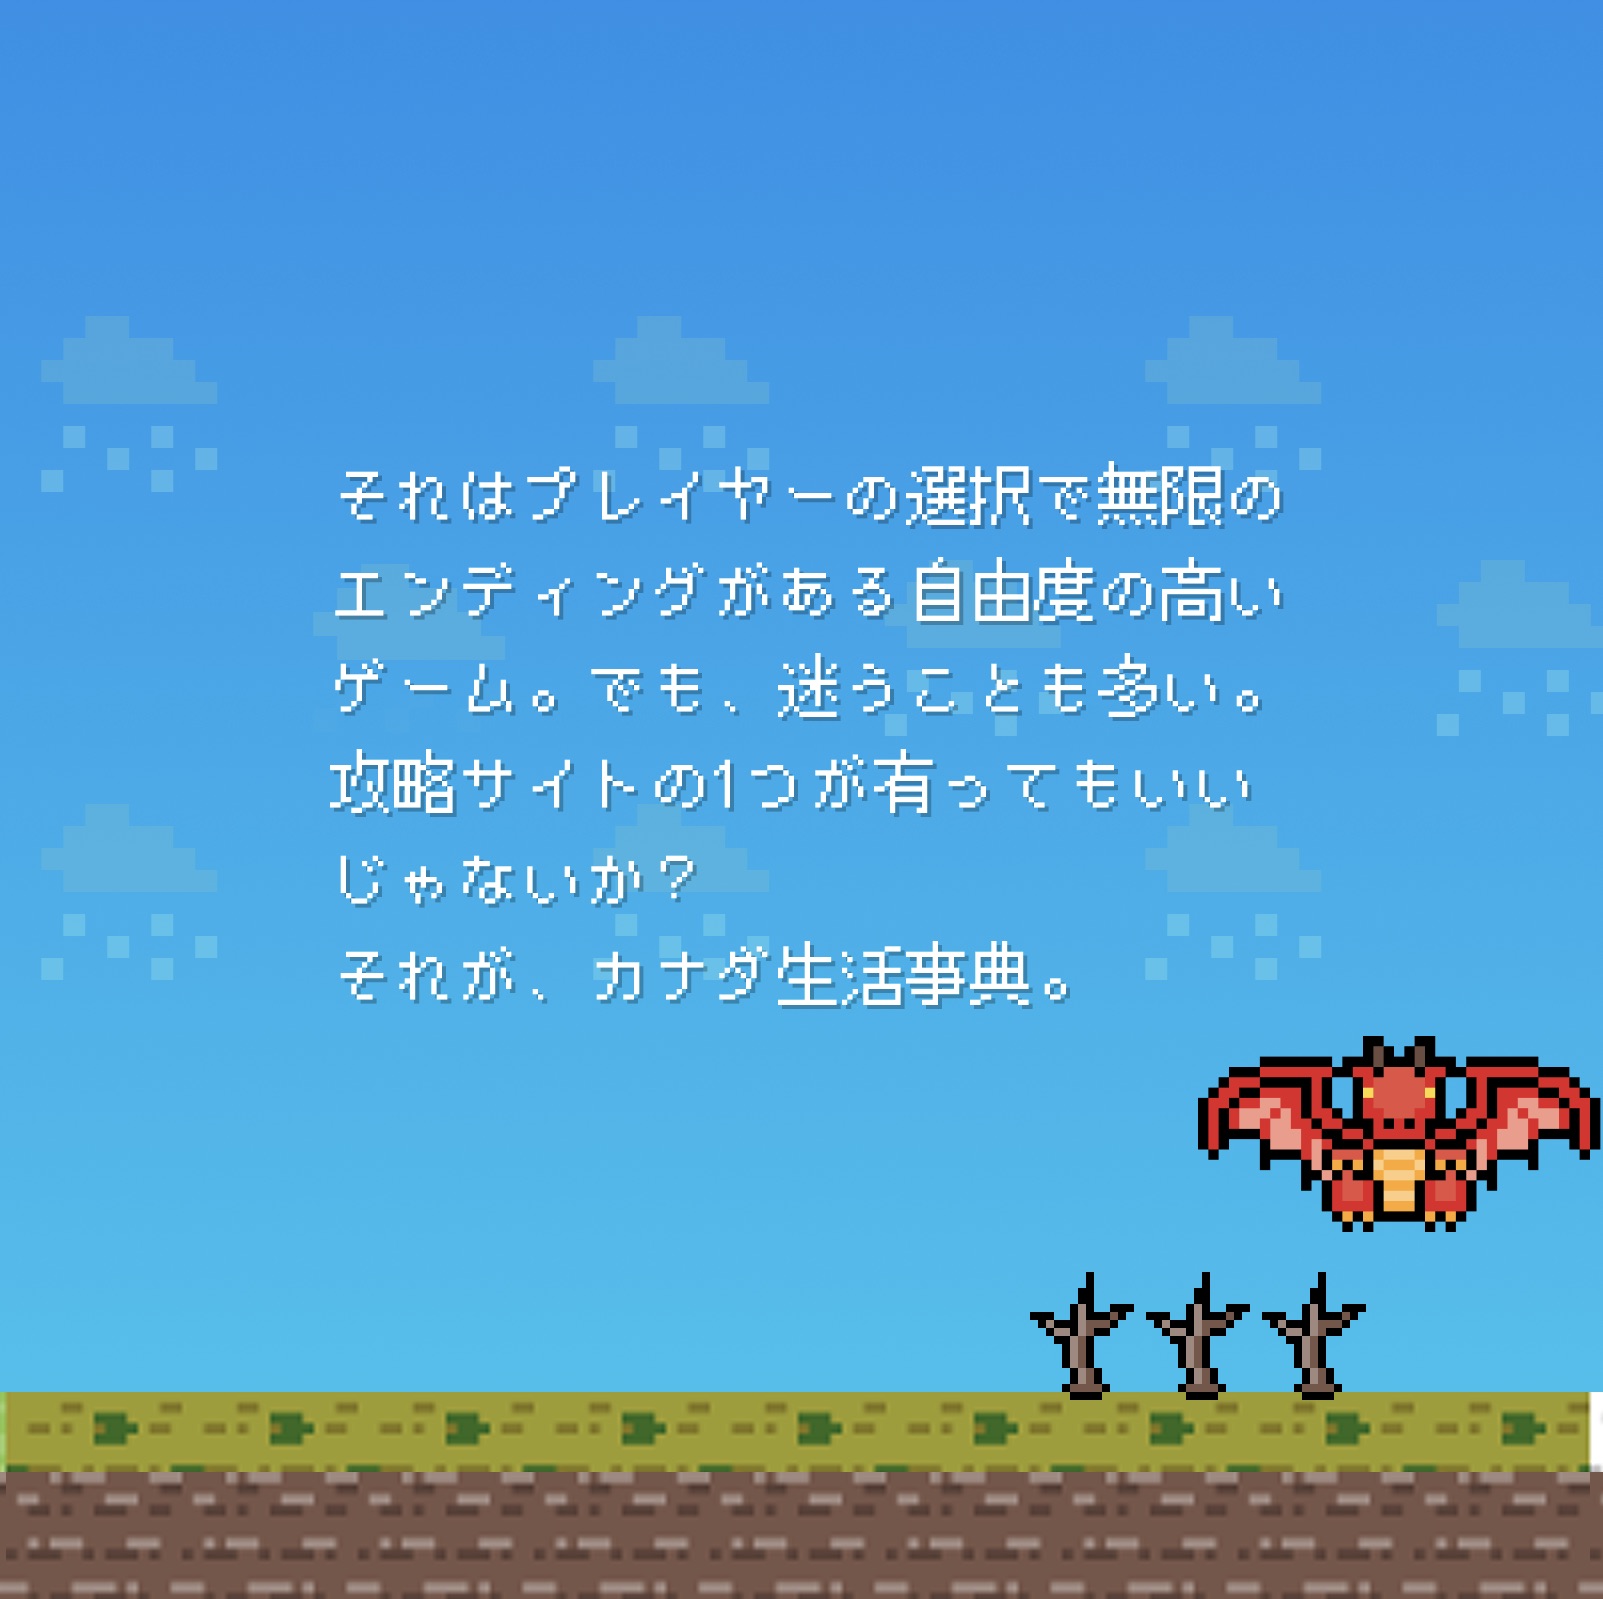 それはプレイヤーの選択で無限の
エンディングがある自由度の高い
ゲーム。でも、迷うことも多い。
攻略サイトの1つが有ってもいい
じゃないか？
それが、カナダ生活事典。